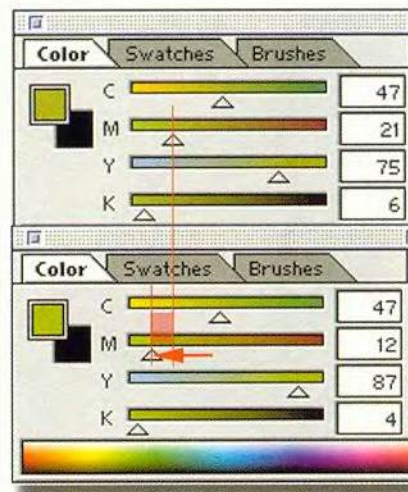 Color Swatches Brushes
C 47
M 21
Y 75
K 6
Color Swatches Brushes
C 47
M 12
Y 87
K 4